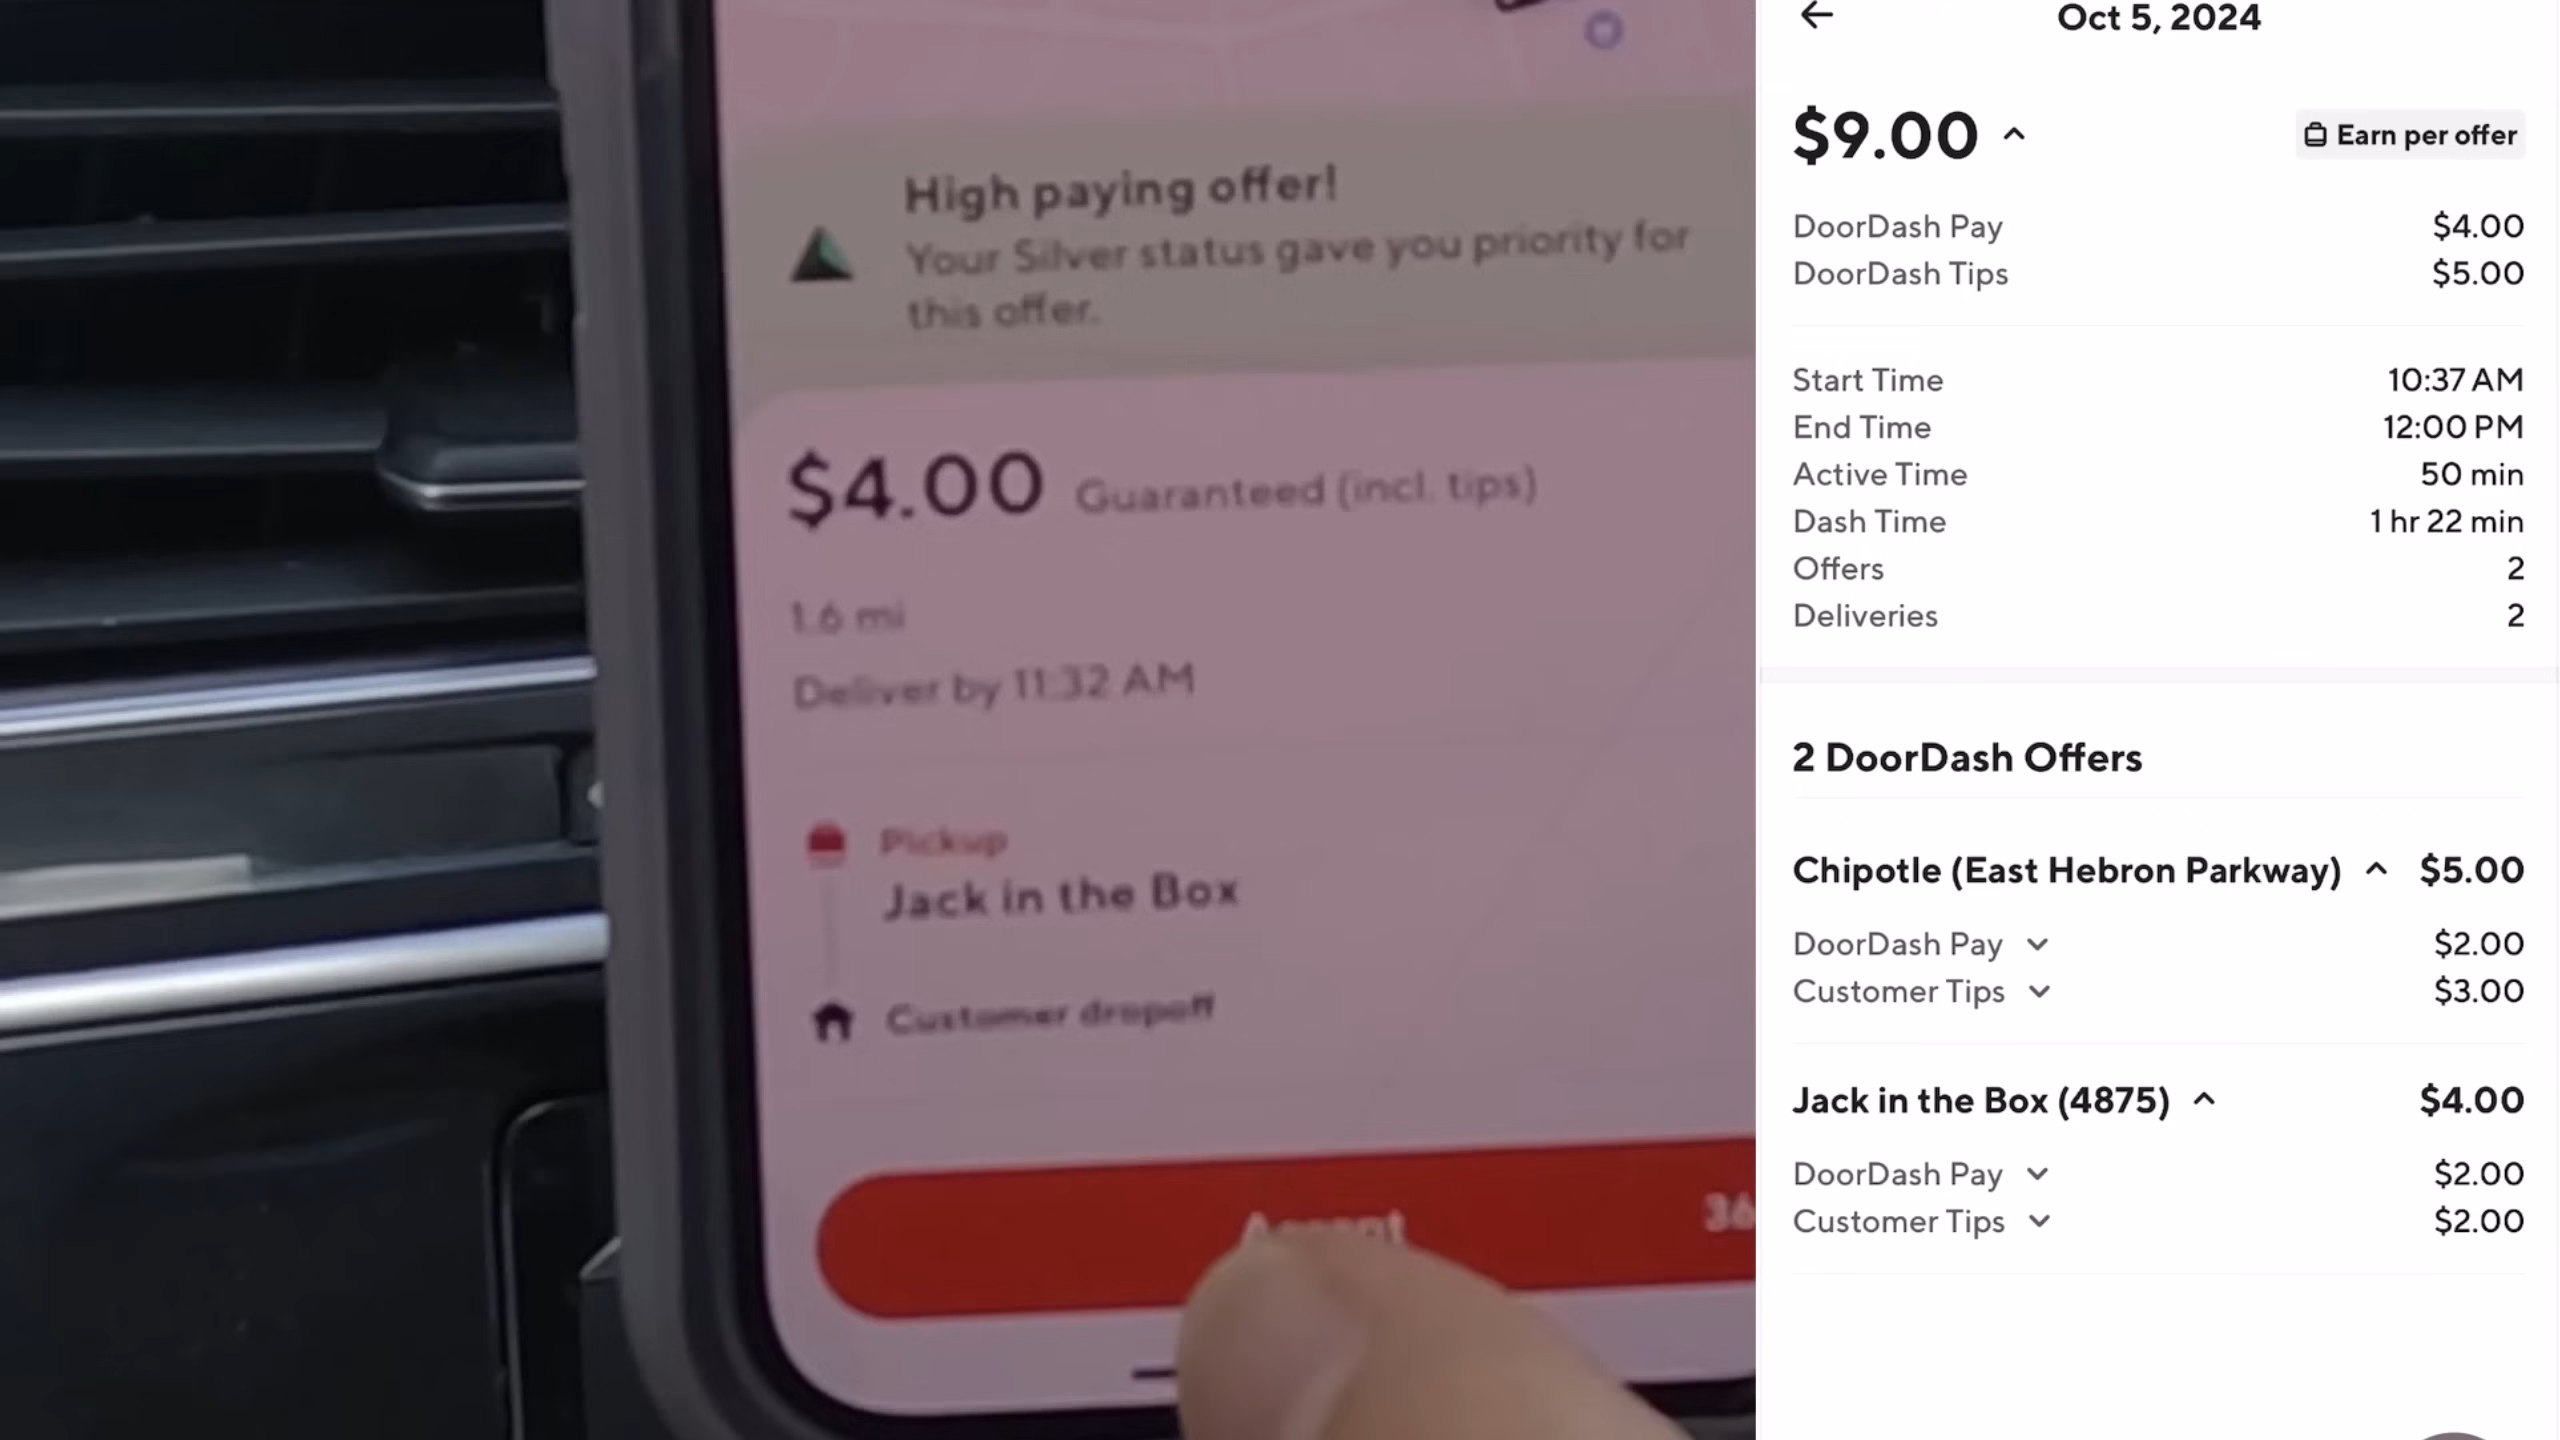 High paying offer!
Your Silver status gave you priority for
this offer.
$4.00 Guaranteed (incl. tips)
1.6 mi
Deliver by 11:32 AM
Pickup
Jack in the Box
Customer dropoff
Accept 36
Oct 5, 2024
$9.00 Earn per offer
DoorDash Pay $4.00
DoorDash Tips $5.00
Start Time 10:37 AM
End Time 12:00 PM
Active Time 50 min
Dash Time 1 hr 22 min
Offers 2
Deliveries 2
2 DoorDash Offers
Chipotle (East Hebron Parkway) $5.00
DoorDash Pay $2.00
Customer Tips $3.00
Jack in the Box (4875) $4.00
DoorDash Pay $2.00
Customer Tips $2.00